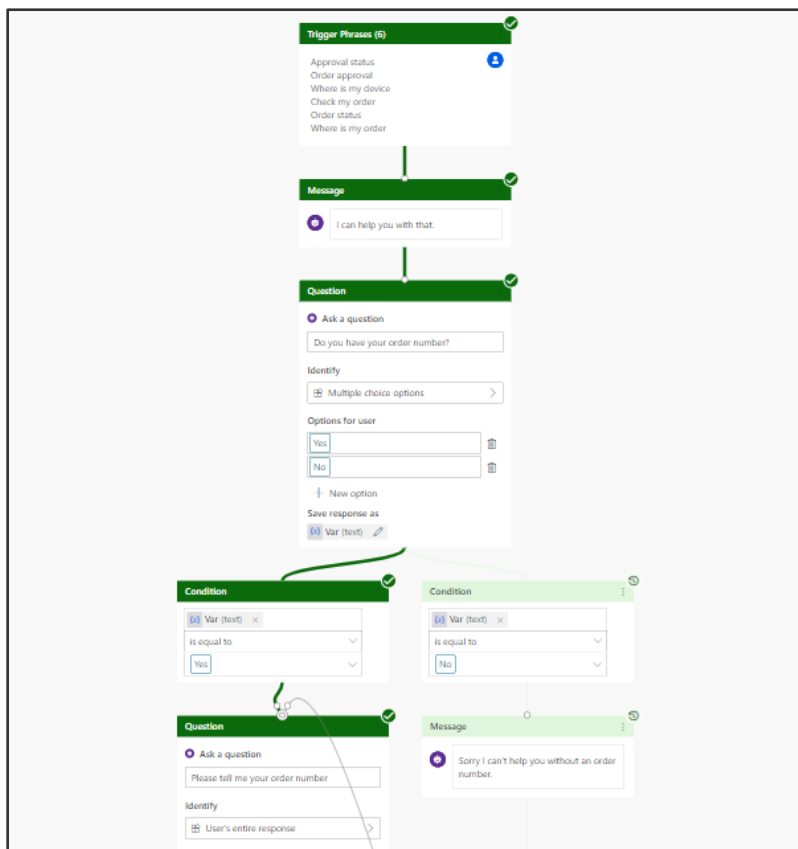 Trigger Phrases (6)
Approval status
Order approval
Where is my device
Check my order
Order status
Where is my order
Message
I can help you with that.
Question
Ask a question
Do you have your order number?
Identify
Multiple choice options
Options for user
Yes
No
New option
Save response as
{x} Var (text)
Condition
{x} Var (text)
is equal to
Yes
Condition
{x} Var (text)
is equal to
No
Question
Ask a question
Please tell me your order number
Identify
User's entire response
Message
Sorry I can't help you without an order
number.